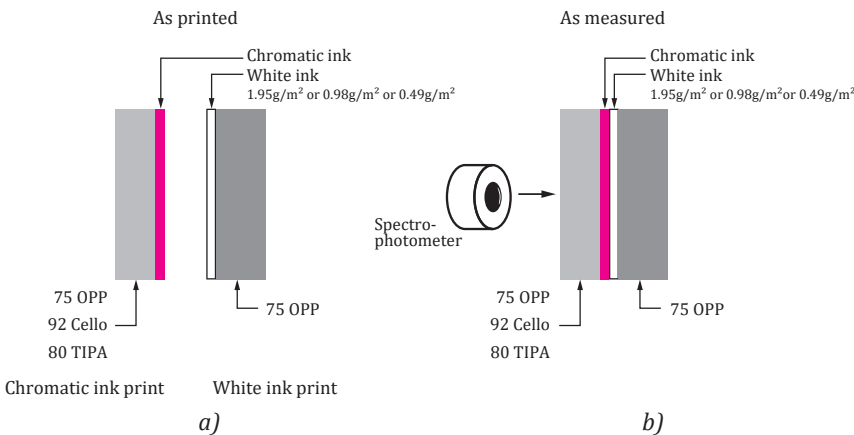 As printed
Chromatic ink
White ink
1.95g/m² or 0.98g/m² or 0.49g/m²
75 OPP
92 Cello
80 TIPA
75 OPP
Chromatic ink print
White ink print
a)
As measured
Chromatic ink
White ink
1.95g/m² or 0.98g/m²or 0.49g/m²
Spectro-
photometer
75 OPP
92 Cello
80 TIPA
75 OPP
b)